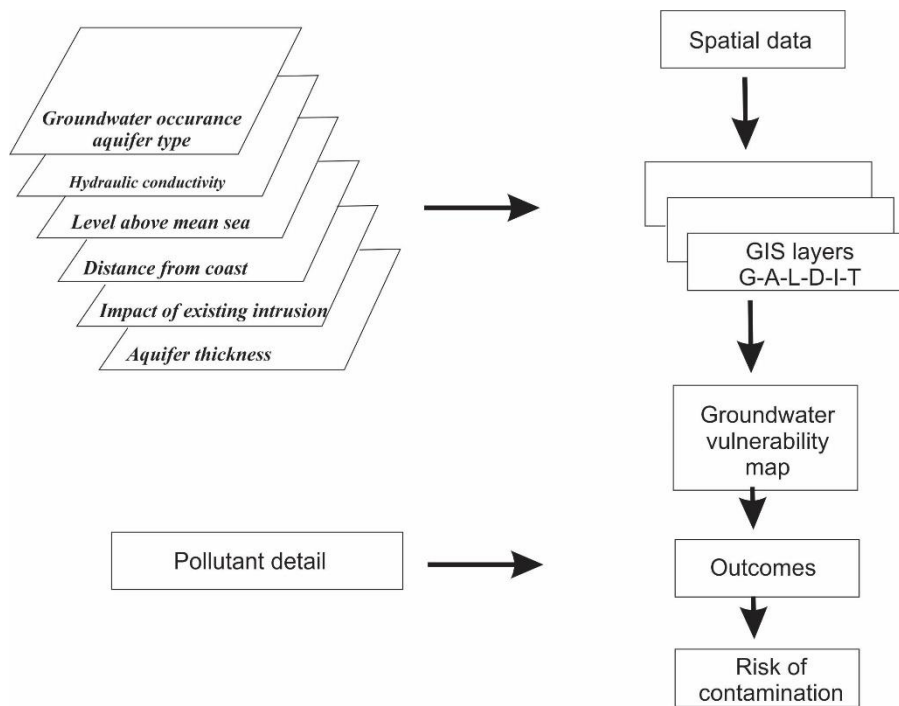 Groundwater occurance
aquifer type
Hydraulic conductivity
Level above mean sea
Distance from coast
Impact of existing intrusion
Aquifer thickness
Spatial data
GIS layers
G-A-L-D-I-T
Groundwater
vulnerability
map
Pollutant detail
Outcomes
Risk of
contamination